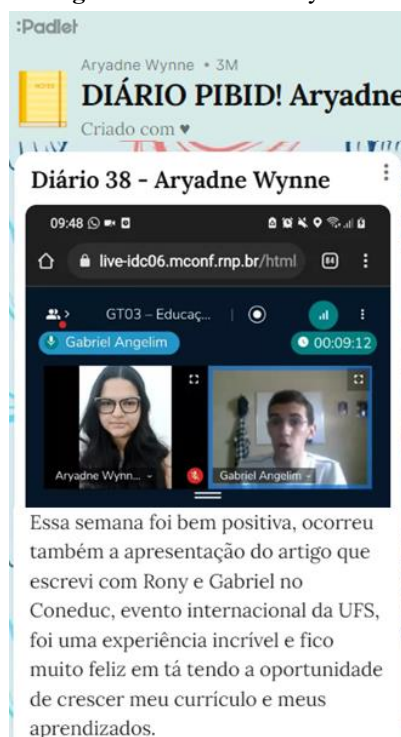 :Padlet
Aryadne Wynne • 3M
DIÁRIO PIBID! Aryadne
Criado com ♥
Diário 38 - Aryadne Wynne
09:48
live-idc06.mconf.rnp.br/html
GT03 – Educaç...
Gabriel Angelim
00:09:12
Aryadne Wynn...
Gabriel Angelim
Essa semana foi bem positiva, ocorreu
também a apresentação do artigo que
escrevi com Rony e Gabriel no
Coneduc, evento internacional da UFS,
foi uma experiência incrível e fico
muito feliz em tá tendo a oportunidade
de crescer meu currículo e meus
aprendizados.